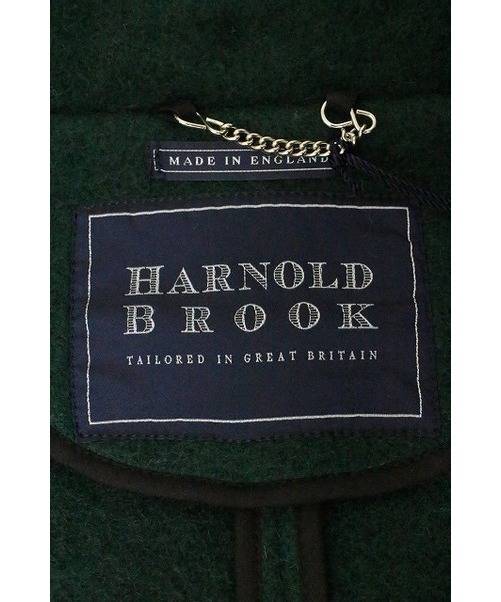 MADE IN ENGLAND
HARNOLD
BROOK
TAILORED IN GREAT BRITAIN